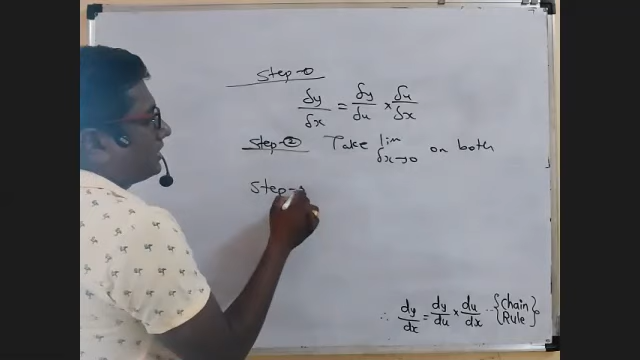 Step-①
δy/δx = δy/δu × δu/δx
Step-② Take lim δx→0 on both
Step-
∴ dy/dx = dy/du × du/dx ... {Chain Rule}